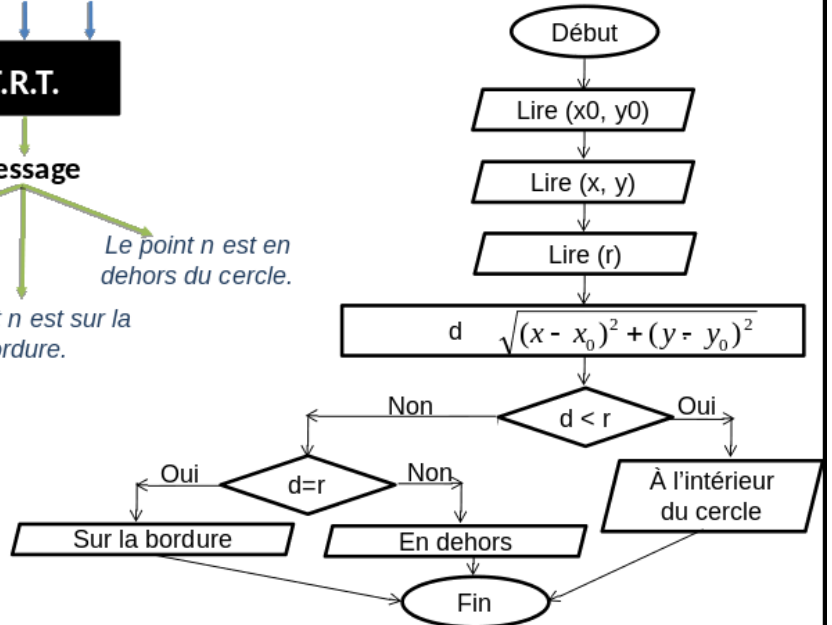 .R.T.
essage
Le point n est en
dehors du cercle.
n est sur la
ordure.
Début
Lire (x0, y0)
Lire (x, y)
Lire (r)
d √(x - x₀)² + (y - y₀)²
d < r
Non
Oui
d=r
Oui
Non
À l’intérieur
du cercle
Sur la bordure
En dehors
Fin